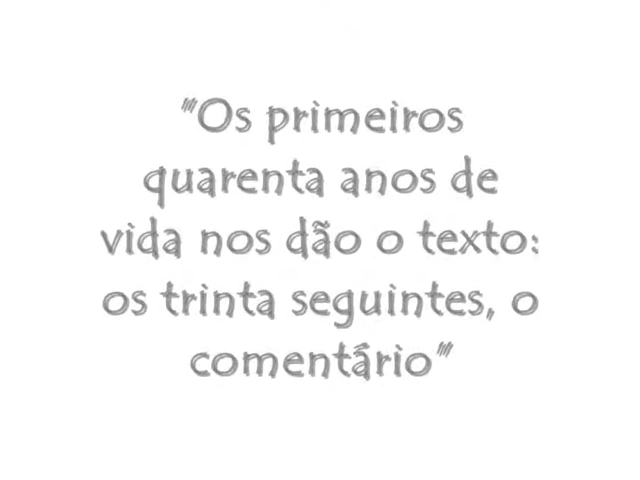 "Os primeiros
quarenta anos de
vida nos dão o texto:
os trinta seguintes, o
comentário"